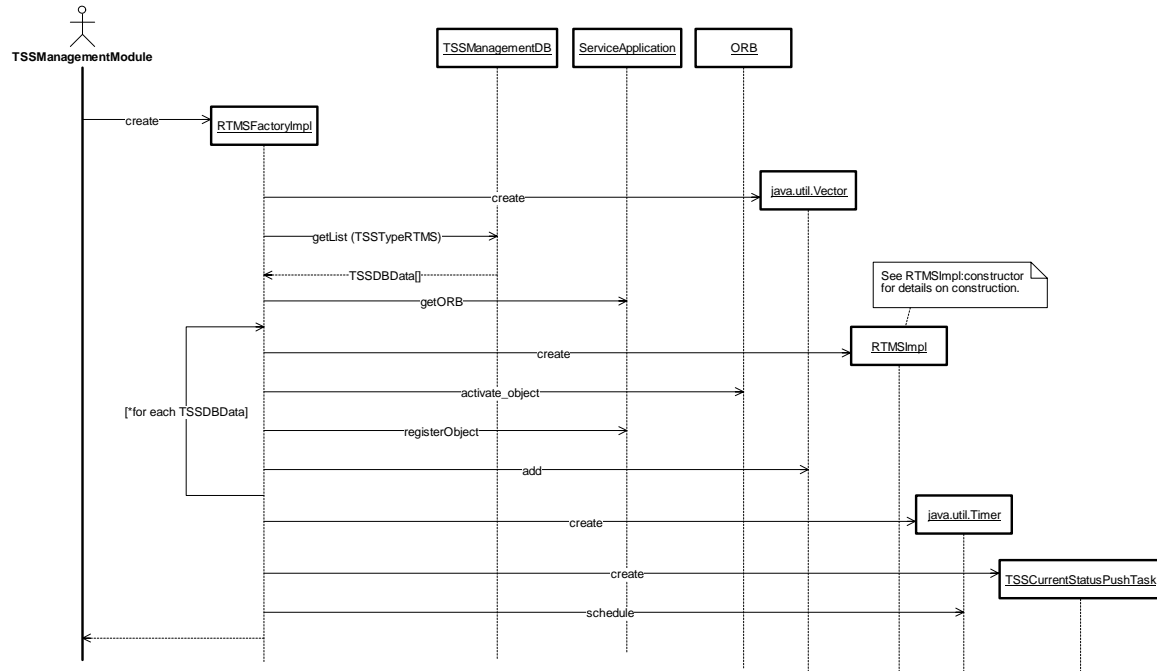 TSSManagementModule
TSSManagementDB
ServiceApplication
ORB
create
RTMSFactoryImpl
create
java.util.Vector
getList (TSSTypeRTMS)
TSSDBData[]
See RTMSImpl:constructor
for details on construction.
getORB
create
RTMSImpl
activate_object
[*for each TSSDBData]
registerObject
add
create
java.util.Timer
create
TSSCurrentStatusPushTask
schedule